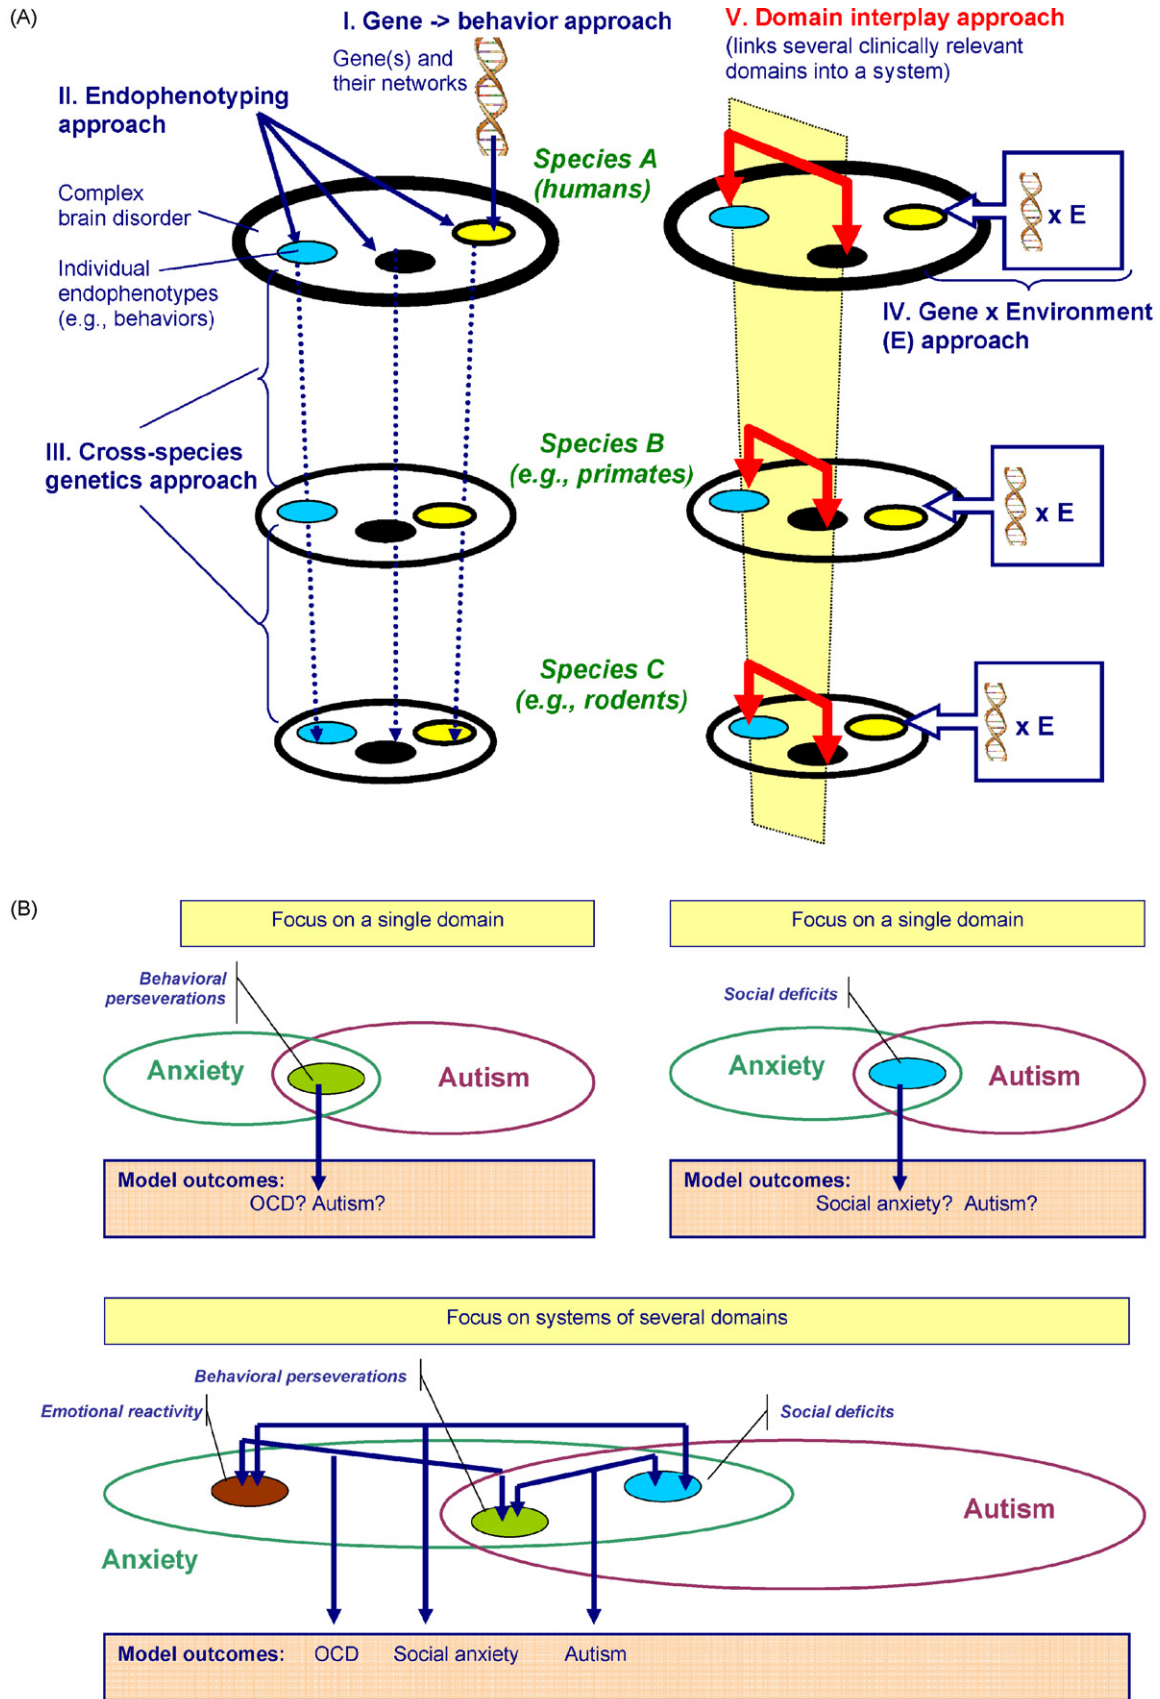 (A)
I. Gene -> behavior approach
Gene(s) and
their networks
II. Endophenotyping
approach
Complex
brain disorder
Individual
endophenotypes
(e.g., behaviors)
III. Cross-species
genetics approach
Species A
(humans)
Species B
(e.g., primates)
Species C
(e.g., rodents)
V. Domain interplay approach
(links several clinically relevant
domains into a system)
x E
IV. Gene x Environment
(E) approach
x E
x E
(B)
Focus on a single domain
Behavioral
perseverations
Anxiety
Autism
Model outcomes:
OCD? Autism?
Focus on a single domain
Social deficits
Anxiety
Autism
Model outcomes:
Social anxiety? Autism?
Focus on systems of several domains
Behavioral perseverations
Emotional reactivity
Social deficits
Autism
Anxiety
Model outcomes: OCD Social anxiety Autism